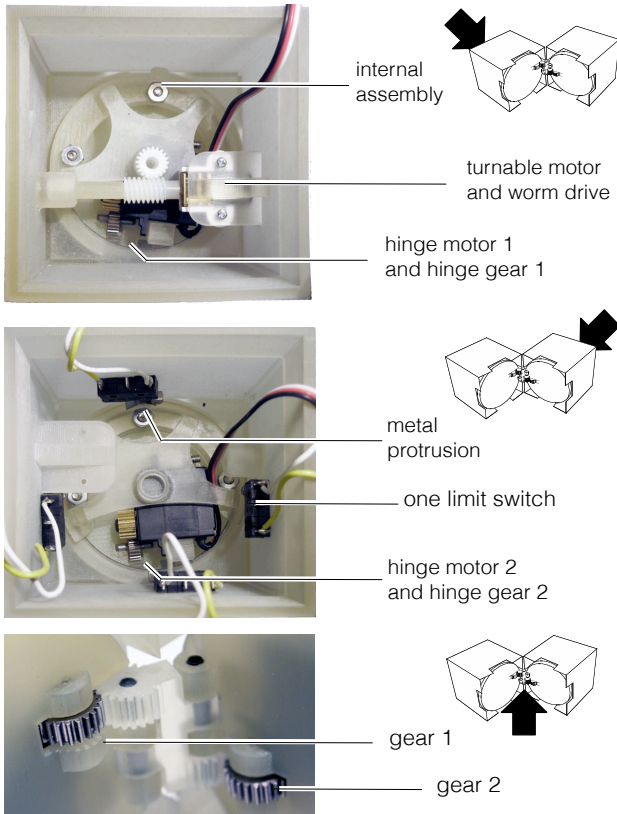 internal
assembly
turnable motor
and worm drive
hinge motor 1
and hinge gear 1
metal
protrusion
one limit switch
hinge motor 2
and hinge gear 2
gear 1
gear 2